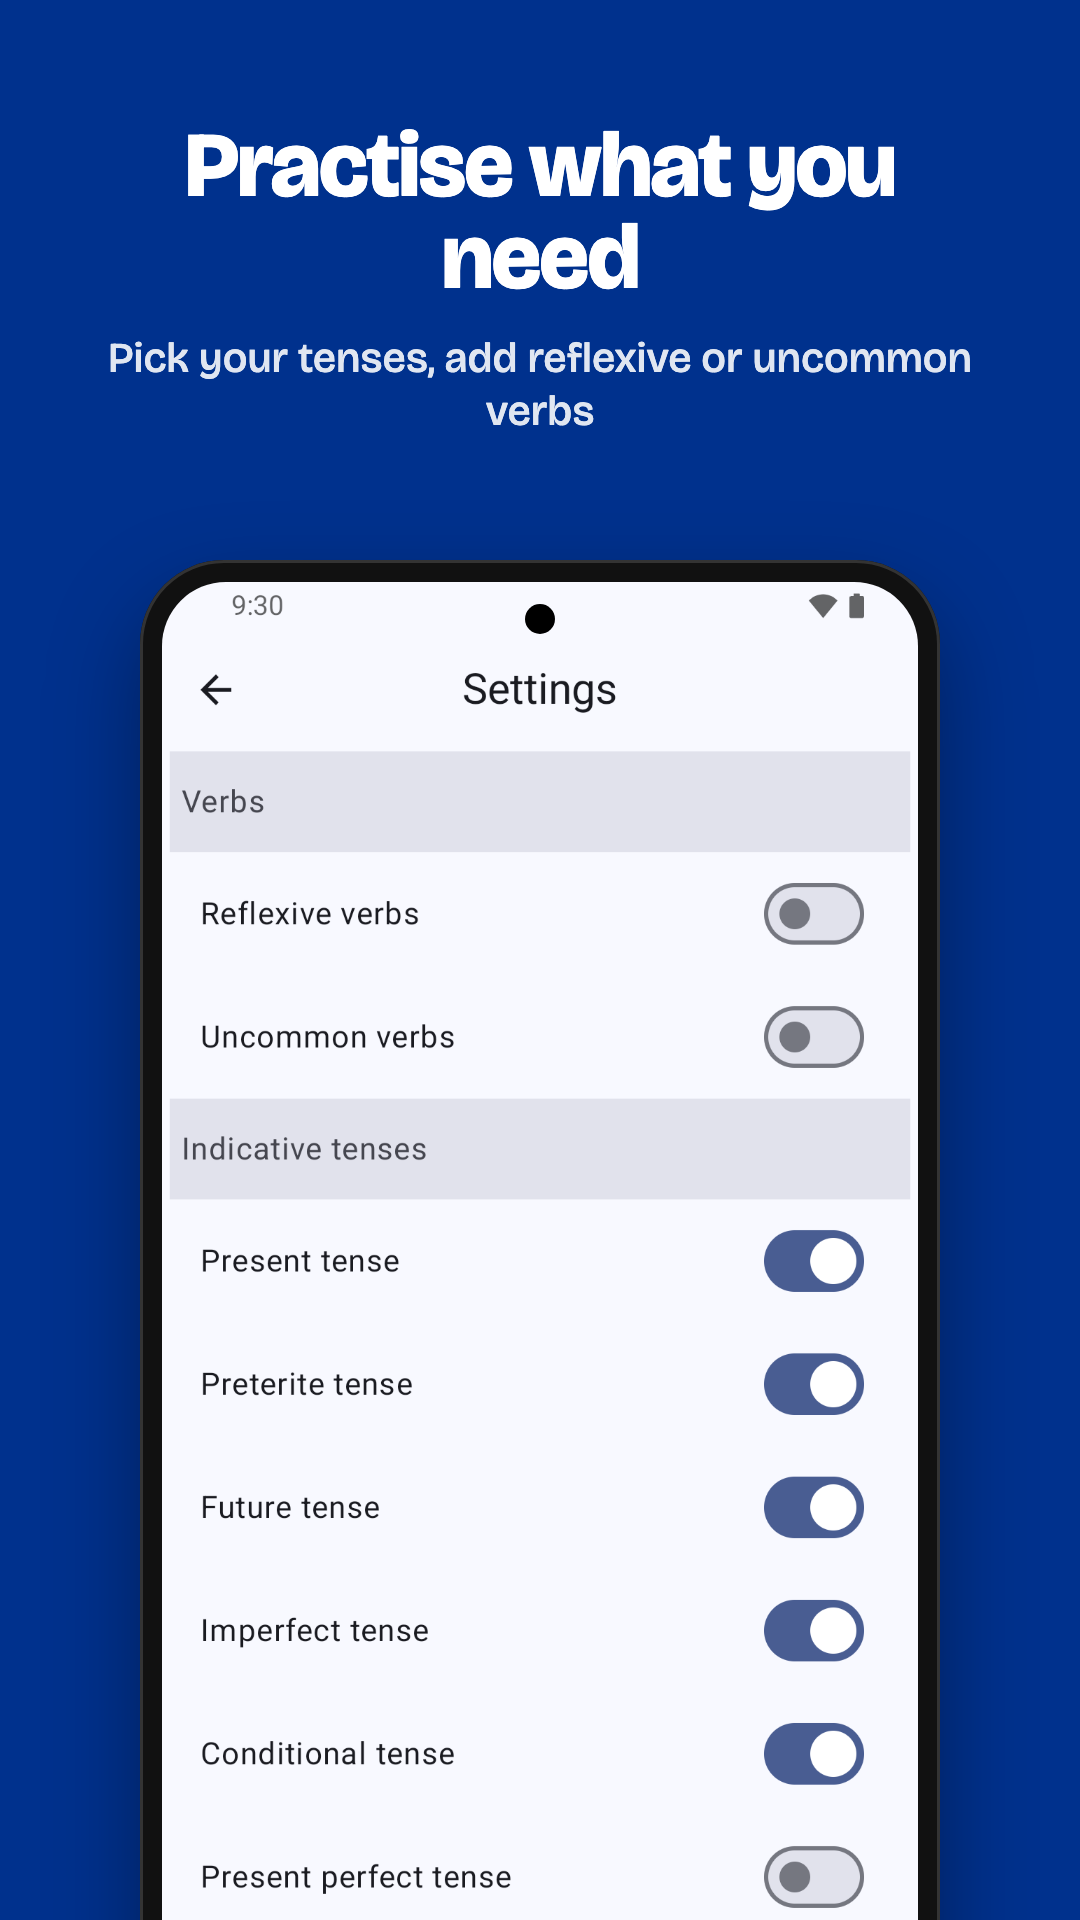 Practise what you
need
Pick your tenses, add reflexive or uncommon
verbs
9:30
Settings
Verbs
Reflexive verbs
Uncommon verbs
Indicative tenses
Present tense
Preterite tense
Future tense
Imperfect tense
Conditional tense
Present perfect tense